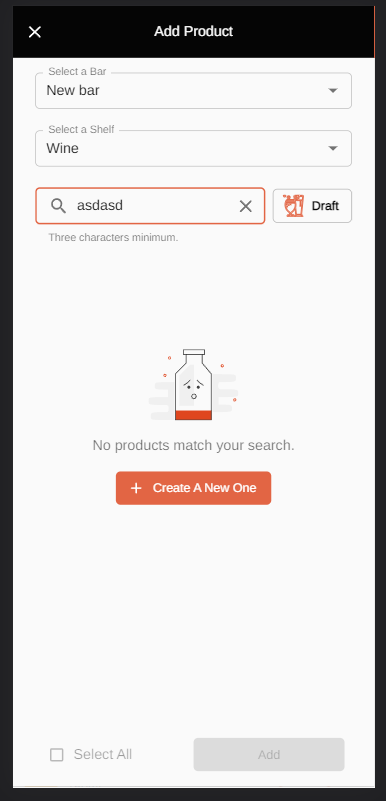 Add Product
Select a Bar
New bar
Select a Shelf
Wine
asdasd
Draft
Three characters minimum.
No products match your search.
Create A New One
Select All
Add